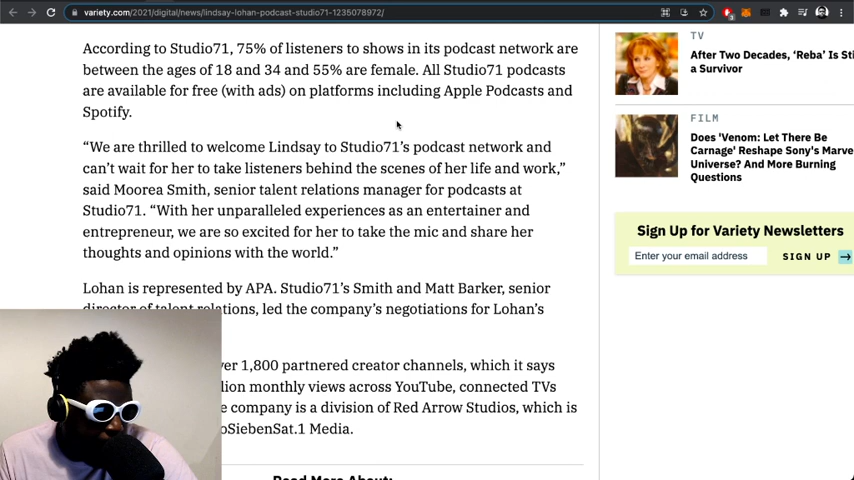 variety.com/2021/digital/news/lindsay-lohan-podcast-studio71-1235078972/
According to Studio71, 75% of listeners to shows in its podcast network are
between the ages of 18 and 34 and 55% are female. All Studio71 podcasts
are available for free (with ads) on platforms including Apple Podcasts and
Spotify.
“We are thrilled to welcome Lindsay to Studio71’s podcast network and
can’t wait for her to take listeners behind the scenes of her life and work,”
said Moorea Smith, senior talent relations manager for podcasts at
Studio71. “With her unparalleled experiences as an entertainer and
entrepreneur, we are so excited for her to take the mic and share her
thoughts and opinions with the world.”
Lohan is represented by APA. Studio71’s Smith and Matt Barker, senior
director of talent relations, led the company’s negotiations for Lohan’s
ver 1,800 partnered creator channels, which it says
lion monthly views across YouTube, connected TVs
e company is a division of Red Arrow Studios, which is
oSiebenSat.1 Media.
Read More About:
TV
After Two Decades, ‘Reba’ Is Sti
a Survivor
FILM
Does 'Venom: Let There Be
Carnage' Reshape Sony's Marve
Universe? And More Burning
Questions
Sign Up for Variety Newsletters
Enter your email address SIGN UP